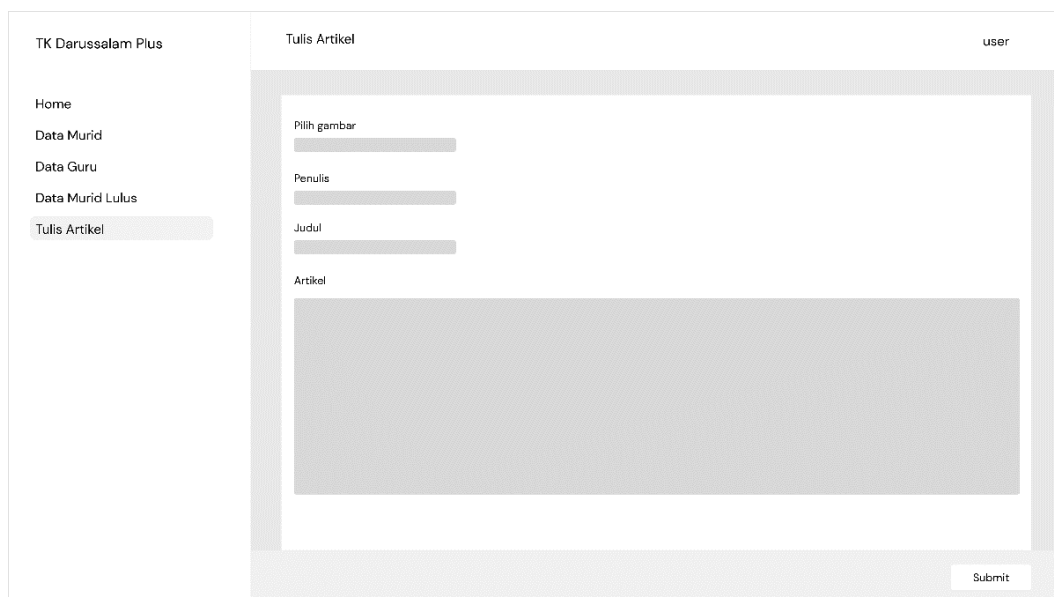 TK Darussalam Plus
Home
Data Murid
Data Guru
Data Murid Lulus
Tulis Artikel
Tulis Artikel
user
Pilih gambar
Penulis
Judul
Artikel
Submit